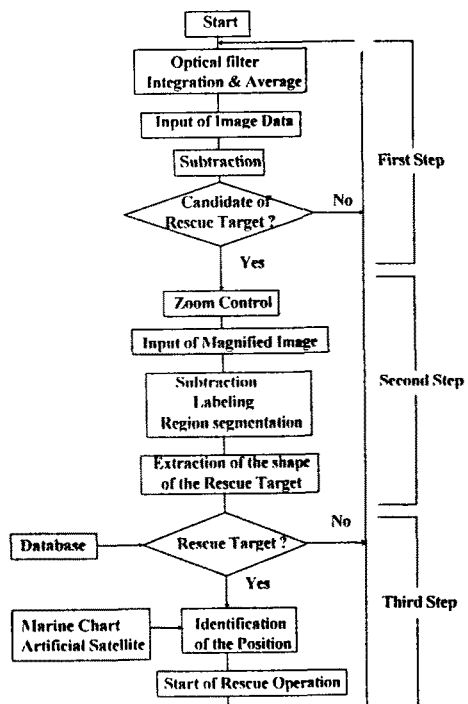 Start
Optical filter
Integration & Average
Input of Image Data
Subtraction
First Step
Candidate of
Rescue Target ?
No
Yes
Zoom Control
Input of Magnified Image
Second Step
Subtraction
Labeling
Region segmentation
Extraction of the shape
of the Rescue Target
No
Database
Rescue Target ?
Yes
Third Step
Marine Chart
Artificial Satellite
Identification
of the Position
Start of Rescue Operation